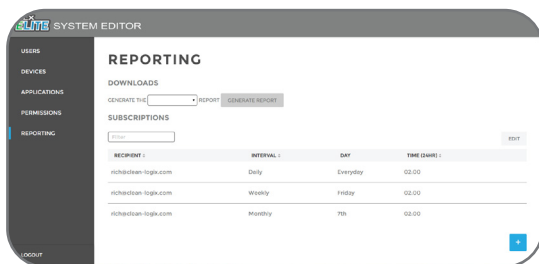 ELITE SYSTEM EDITOR
USERS
DEVICES
APPLICATIONS
PERMISSIONS
REPORTING
LOGOUT
REPORTING
DOWNLOADS
GENERATE THE REPORT GENERATE REPORT
SUBSCRIPTIONS
Filter
EDIT
RECIPIENT INTERVAL DAY TIME (24HR)
rich@clean-logix.com Daily Everyday 02.00
rich@clean-logix.com Weekly Friday 02.00
rich@clean-logix.com Monthly 7th 02.00
+